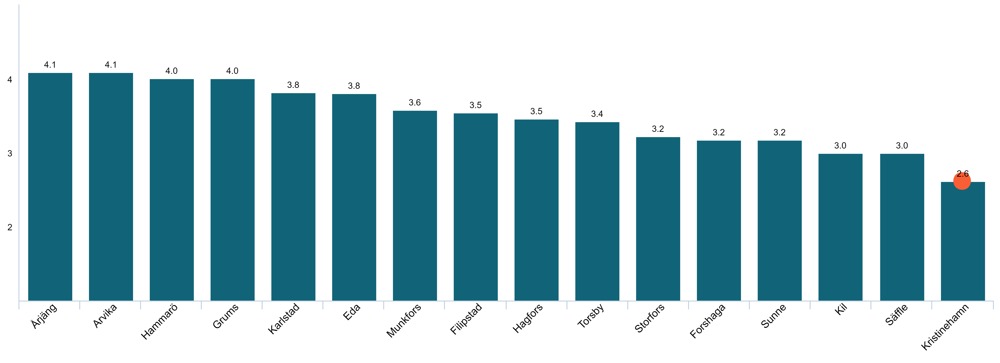 4.1
4.1
4.0
4.0
3.8
3.8
3.6
3.5
3.5
3.4
3.2
3.2
3.2
3.0
3.0
2.6
4
3
2
Årjäng
Arvika
Hammarö
Grums
Karlstad
Eda
Munkfors
Filipstad
Hagfors
Torsby
Storfors
Forshaga
Sunne
Kil
Säffle
Kristinehamn